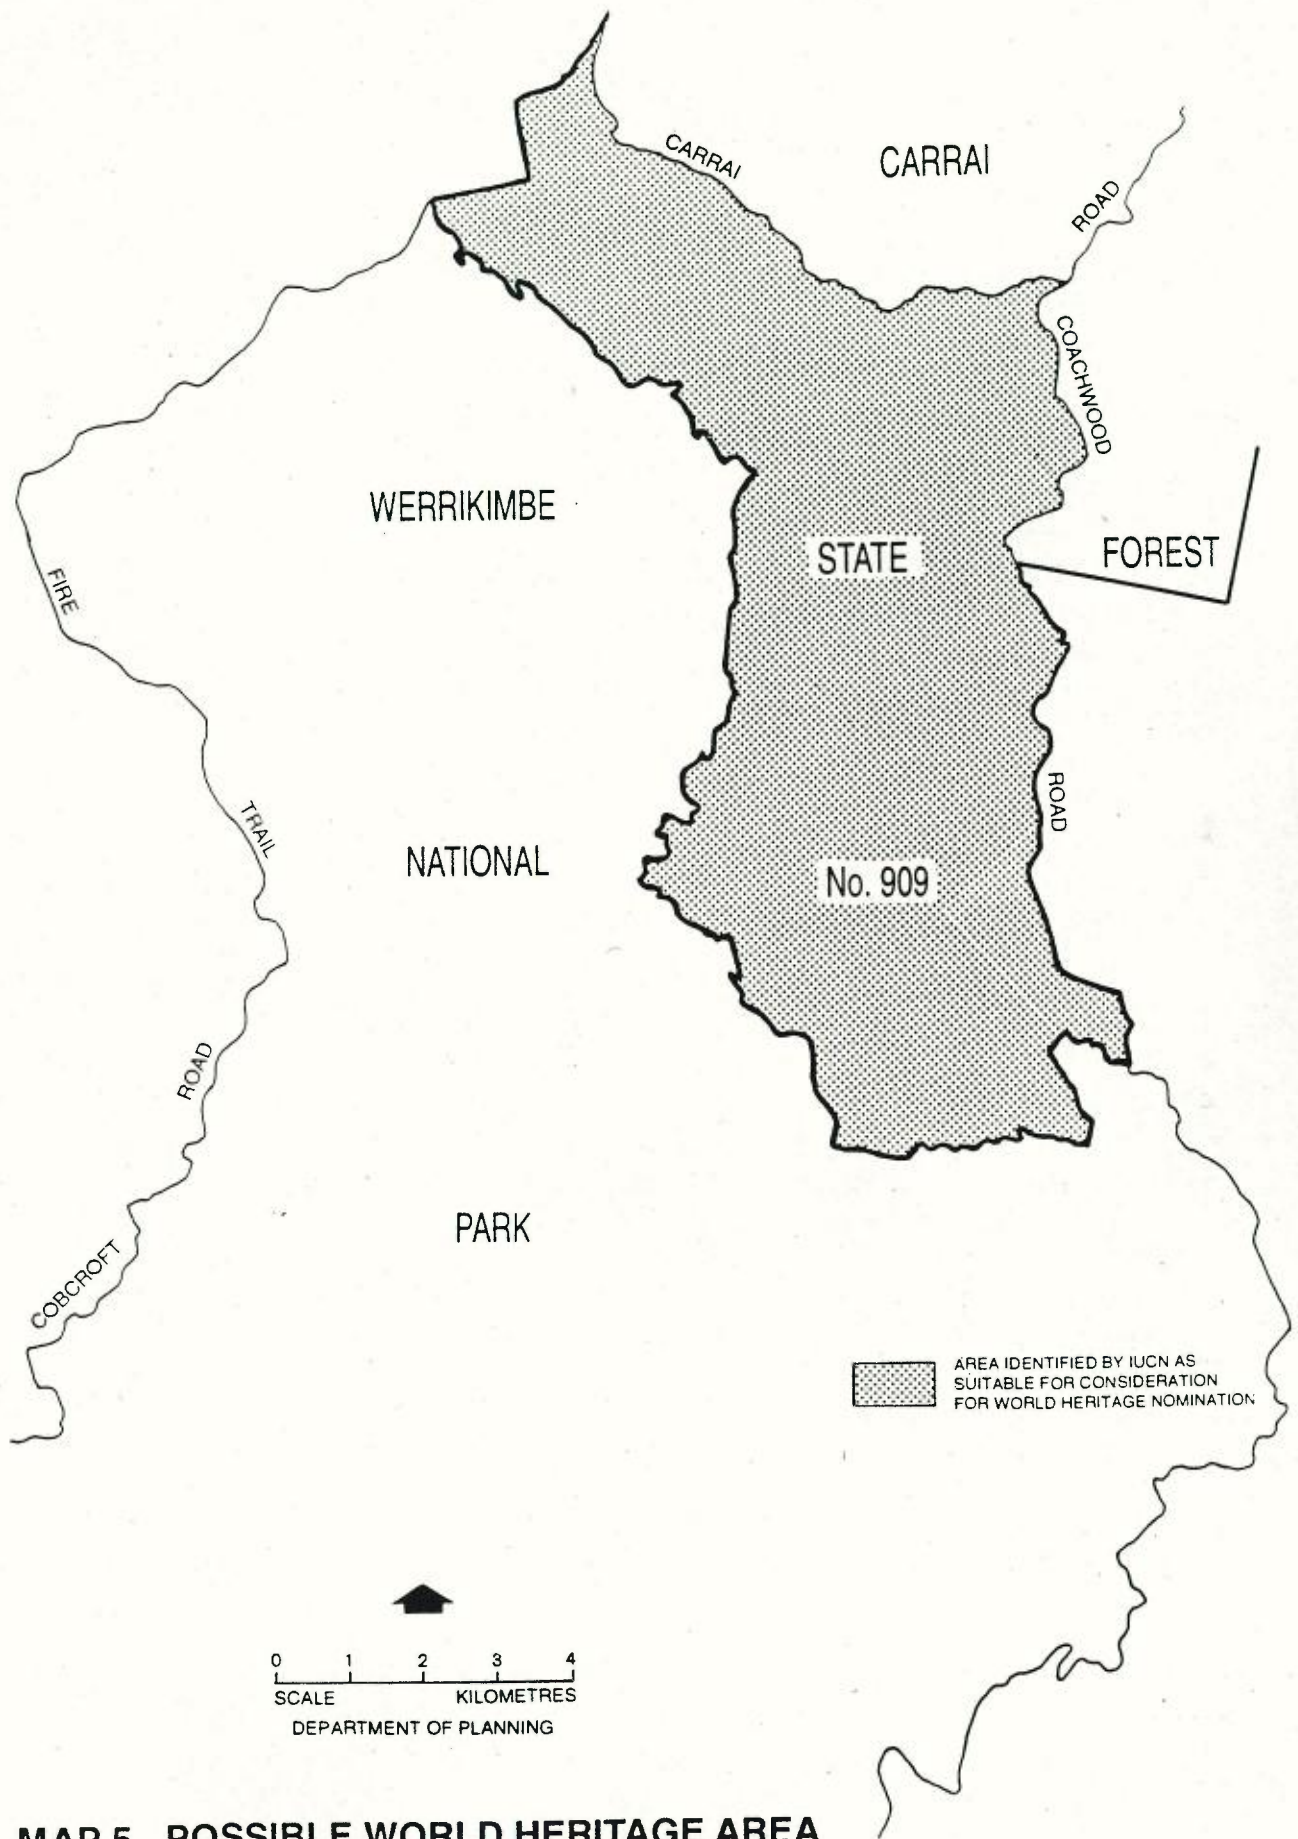 CARRAI
CARRAI
ROAD
COACHWOOD
WERRIKIMBE
STATE
FOREST
FIRE
TRAIL
ROAD
NATIONAL
No. 909
ROAD
PARK
COBCROFT
AREA IDENTIFIED BY IUCN AS
SUITABLE FOR CONSIDERATION
FOR WORLD HERITAGE NOMINATION
0 1 2 3 4
SCALE KILOMETRES
DEPARTMENT OF PLANNING
MAP 5 POSSIBLE WORLD HERITAGE AREA